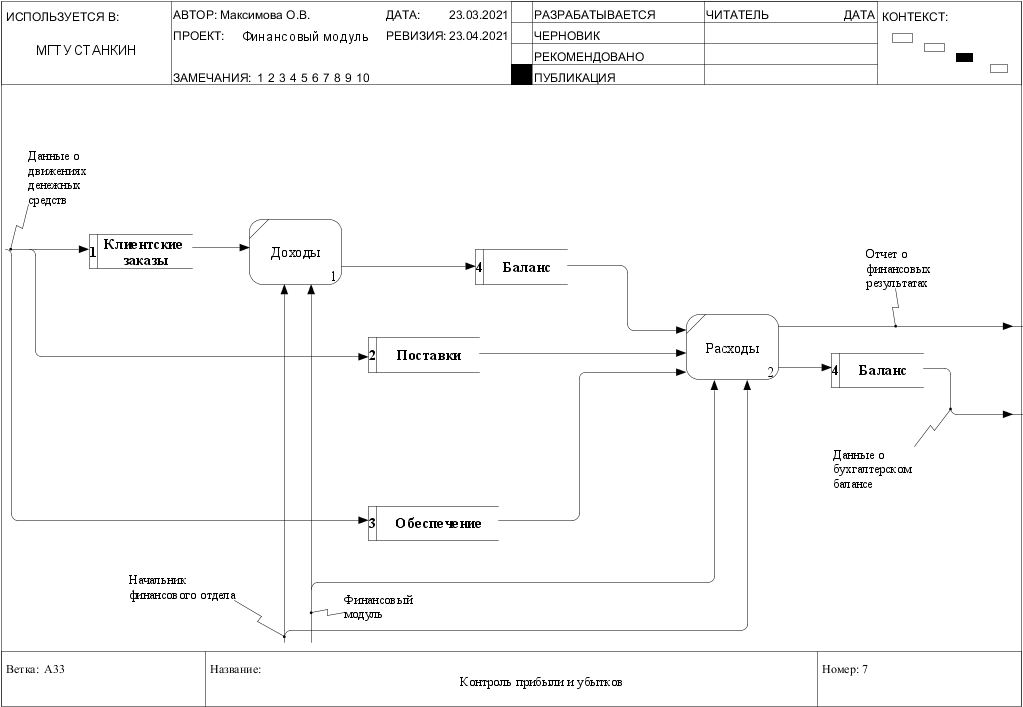 ИСПОЛЬЗУЕТСЯ В:
МГТУ СТАНКИН
АВТОР: Максимова О.В.
ДАТА: 23.03.2021
ПРОЕКТ: Финансовый модуль
РЕВИЗИЯ: 23.04.2021
ЗАМЕЧАНИЯ: 1 2 3 4 5 6 7 8 9 10
РАЗРАБАТЫВАЕТСЯ
ЧЕРНОВИК
РЕКОМЕНДОВАНО
ПУБЛИКАЦИЯ
ЧИТАТЕЛЬ
ДАТА
КОНТЕКСТ:
Данные о
движениях
денежных
средств
1
Клиентские
заказы
Доходы
1
4 Баланс
Отчет о
финансовых
результатах
2 Поставки
Расходы
2
4 Баланс
Данные о
бухгалтерском
балансе
3 Обеспечение
Начальник
финансового отдела
Финансовый
модуль
Ветка: A33
Название:
Контроль прибыли и убытков
Номер: 7